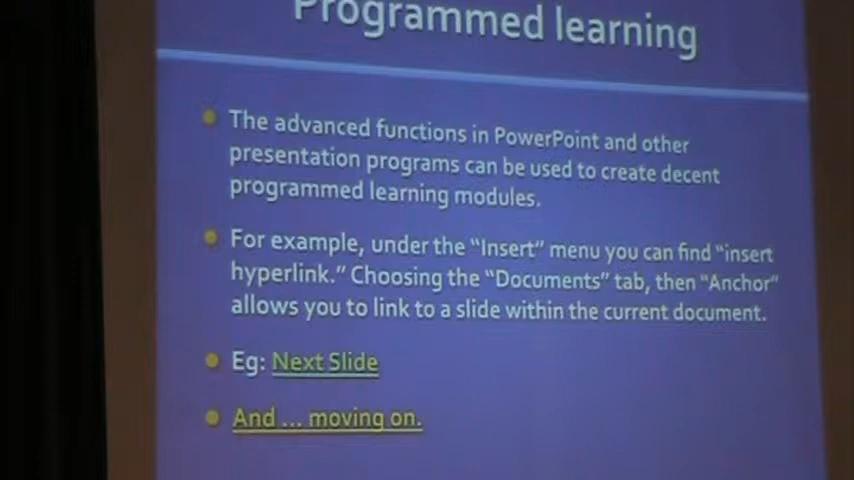 Programmed learning
The advanced functions in PowerPoint and other
presentation programs can be used to create decent
programmed learning modules.
For example, under the “Insert” menu you can find “insert
hyperlink.” Choosing the “Documents” tab, then “Anchor”
allows you to link to a slide within the current document.
Eg: Next Slide
And ... moving on.